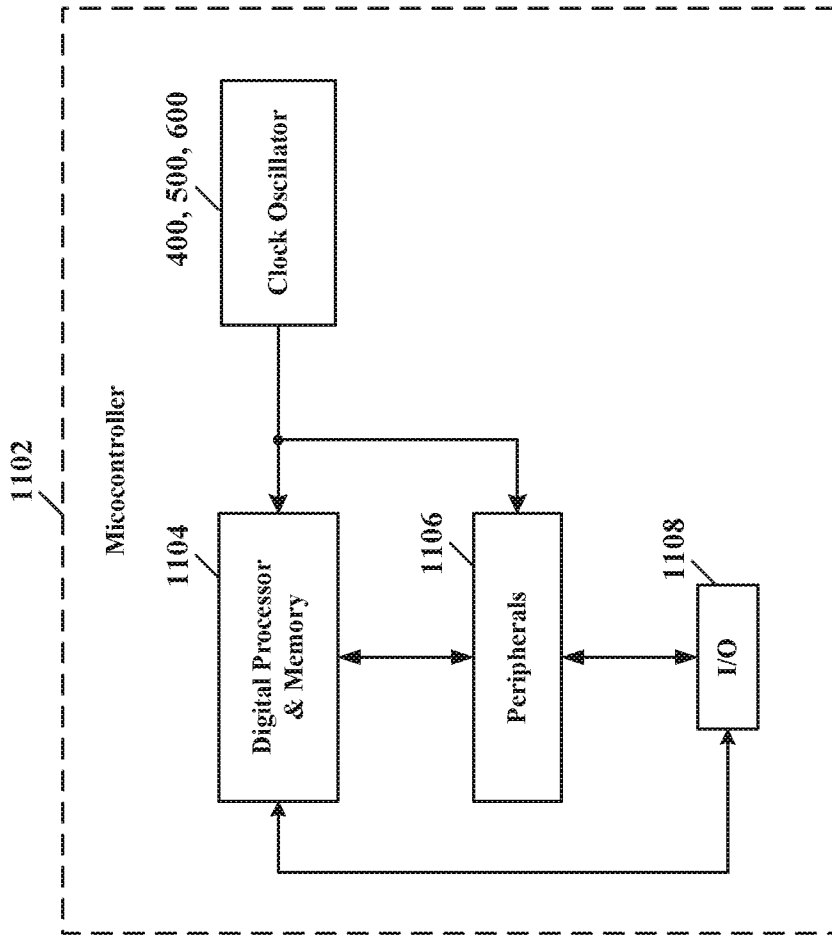 1102
Micocontroller
400, 500, 600
Clock Oscillator
1104
Digital Processor
& Memory
1106
Peripherals
1108
I/O